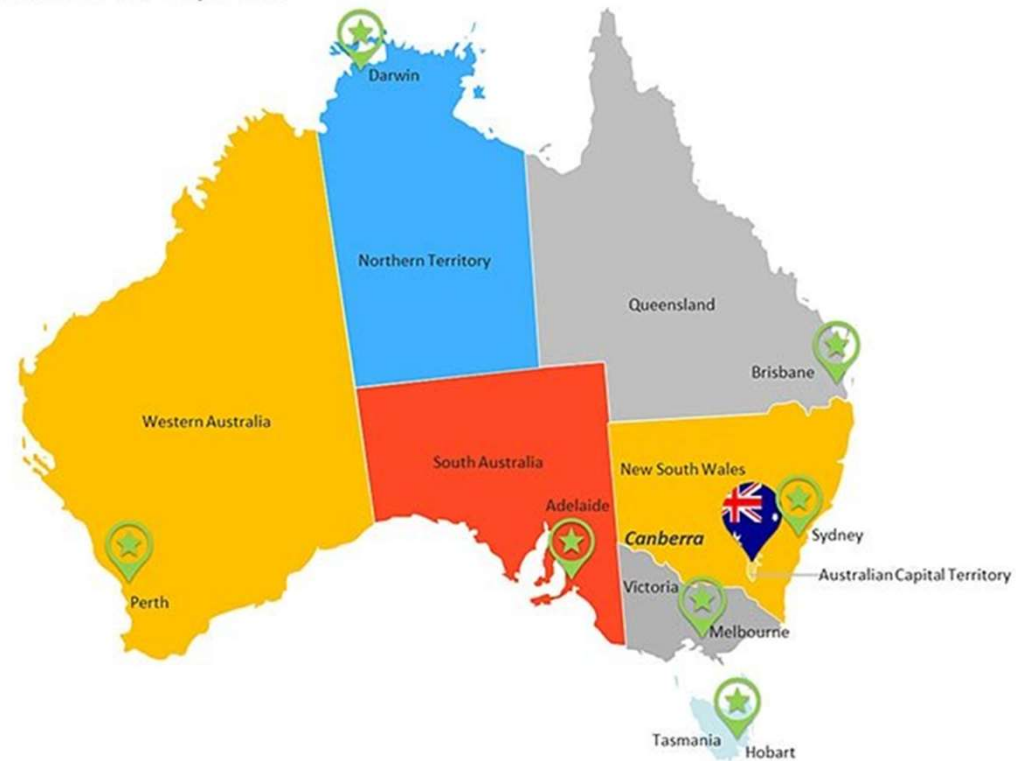 Darwin
Northern Territory
Queensland
Brisbane
Western Australia
South Australia
New South Wales
Adelaide
Sydney
Canberra
Australian Capital Territory
Victoria
Perth
Melbourne
Tasmania
Hobart